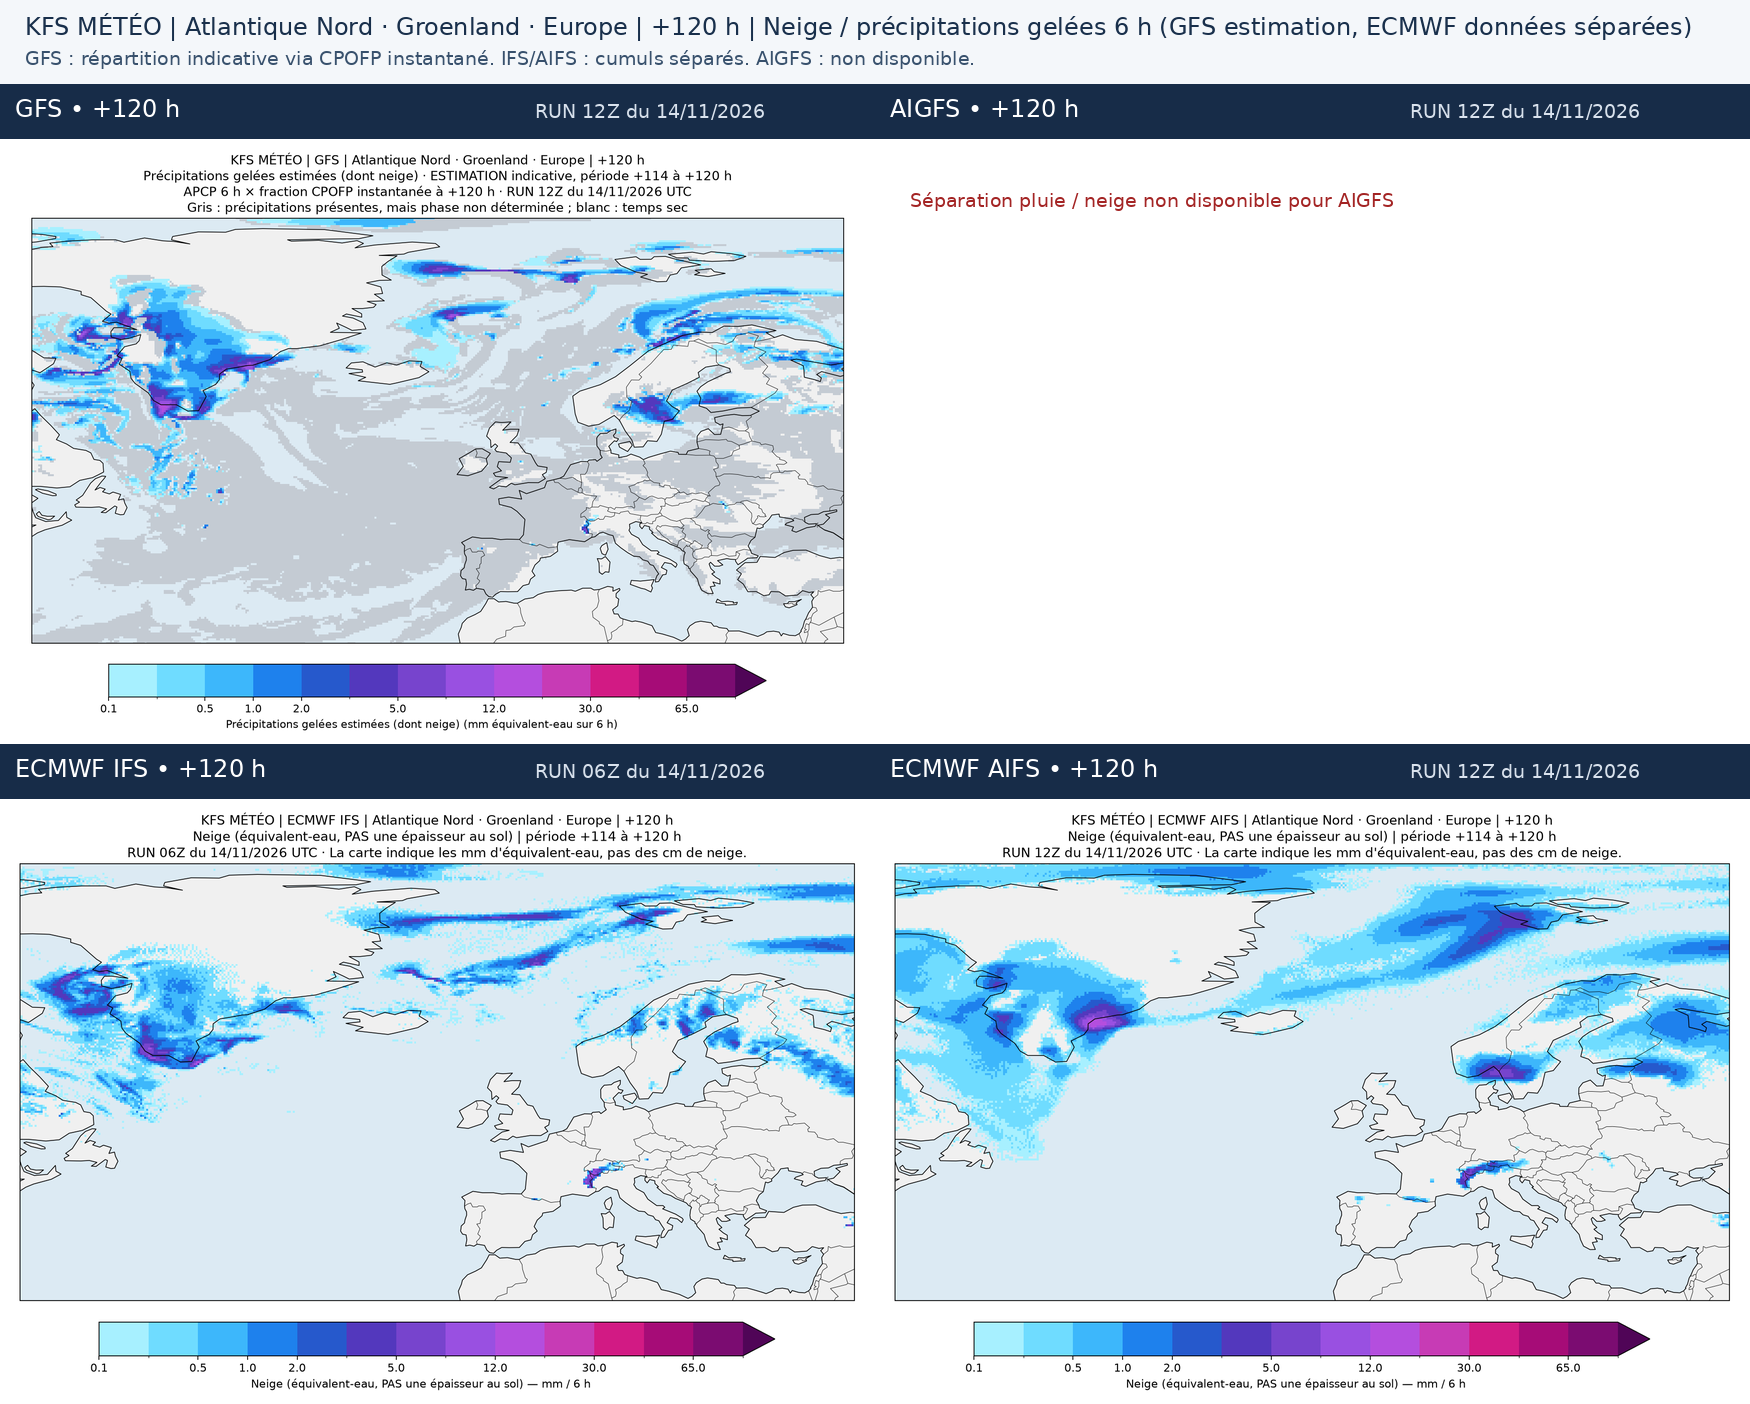 KFS MÉTÉO | Atlantique Nord · Groenland · Europe | +120 h | Neige / précipitations gelées 6 h (GFS estimation, ECMWF données séparées)
GFS : répartition indicative via CPOFP instantané. IFS/AIFS : cumuls séparés. AIGFS : non disponible.
GFS • +120 h
RUN 12Z du 14/11/2026
AIGFS • +120 h
RUN 12Z du 14/11/2026
KFS MÉTÉO | GFS | Atlantique Nord · Groenland · Europe | +120 h
Précipitations gelées estimées (dont neige) · ESTIMATION indicative, période +114 à +120 h
APCP 6 h × fraction CPOFP instantanée à +120 h · RUN 12Z du 14/11/2026 UTC
Gris : précipitations présentes, mais phase non déterminée ; blanc : temps sec
Séparation pluie / neige non disponible pour AIGFS
0.1 0.5 1.0 2.0 5.0 12.0 30.0 65.0
Précipitations gelées estimées (dont neige) (mm équivalent-eau sur 6 h)
ECMWF IFS • +120 h
RUN 06Z du 14/11/2026
ECMWF AIFS • +120 h
RUN 12Z du 14/11/2026
KFS MÉTÉO | ECMWF IFS | Atlantique Nord · Groenland · Europe | +120 h
Neige (équivalent-eau, PAS une épaisseur au sol) | période +114 à +120 h
RUN 06Z du 14/11/2026 UTC · La carte indique les mm d'équivalent-eau, pas des cm de neige.
KFS MÉTÉO | ECMWF AIFS | Atlantique Nord · Groenland · Europe | +120 h
Neige (équivalent-eau, PAS une épaisseur au sol) | période +114 à +120 h
RUN 12Z du 14/11/2026 UTC · La carte indique les mm d'équivalent-eau, pas des cm de neige.
0.1 0.5 1.0 2.0 5.0 12.0 30.0 65.0
Neige (équivalent-eau, PAS une épaisseur au sol) — mm / 6 h
0.1 0.5 1.0 2.0 5.0 12.0 30.0 65.0
Neige (équivalent-eau, PAS une épaisseur au sol) — mm / 6 h